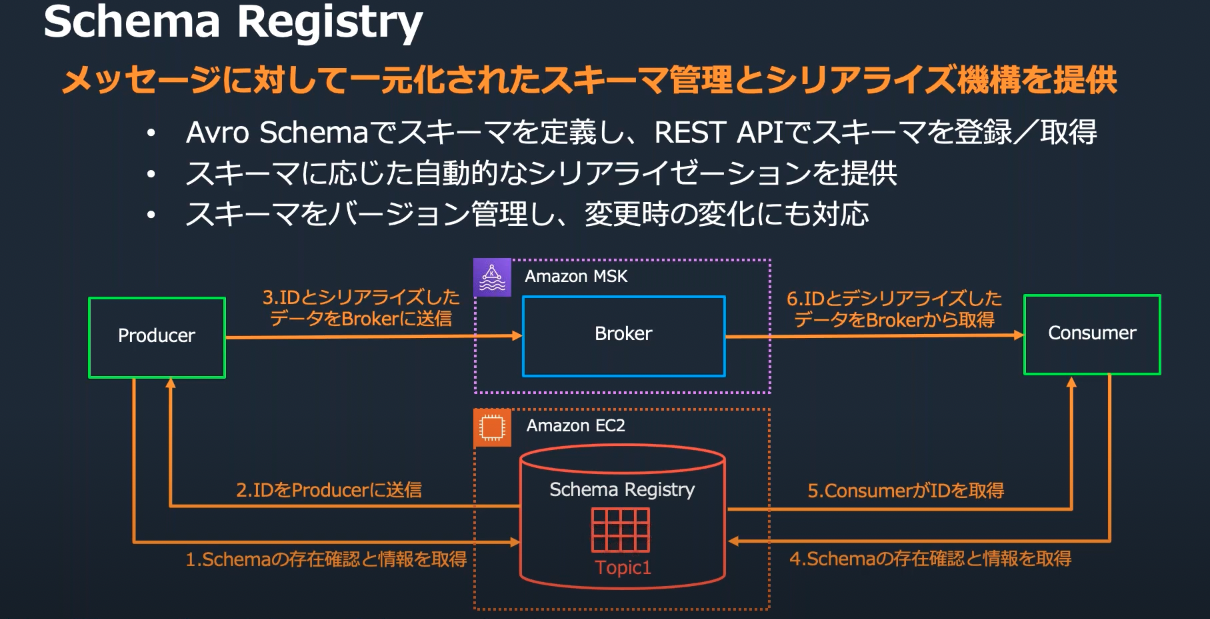 Schema Registry
メッセージに対して一元化されたスキーマ管理とシリアライズ機構を提供
• Avro Schemaでスキーマを定義し、REST APIでスキーマを登録／取得
• スキーマに応じた自動的なシリアライゼーションを提供
• スキーマをバージョン管理し、変更時の変化にも対応
Amazon MSK
3.IDとシリアライズした
データをBrokerに送信
6.IDとデシリアライズした
データをBrokerから取得
Producer
Broker
Consumer
Amazon EC2
2.IDをProducerに送信
Schema Registry
5.ConsumerがIDを取得
1.Schemaの存在確認と情報を取得
Topic1
4.Schemaの存在確認と情報を取得